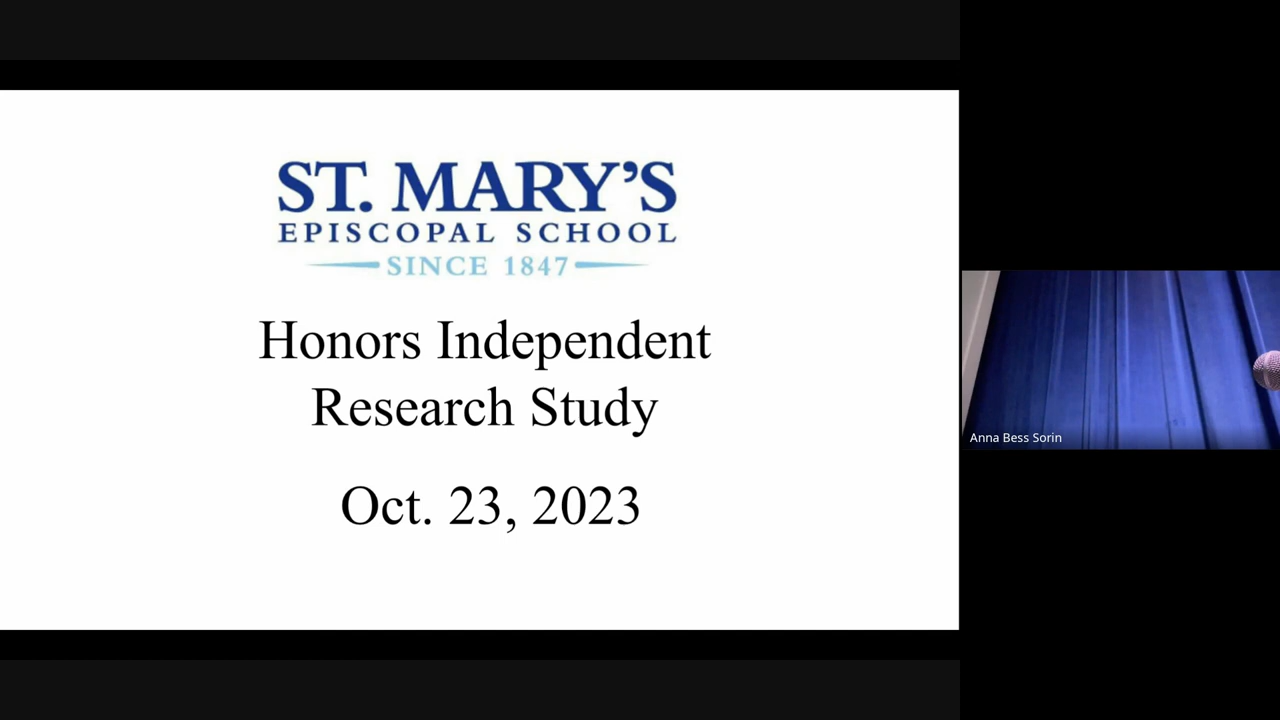 ST. MARY'S
EPISCOPAL SCHOOL
SINCE 1847
Honors Independent
Research Study
Oct. 23, 2023
Anna Bess Sorin